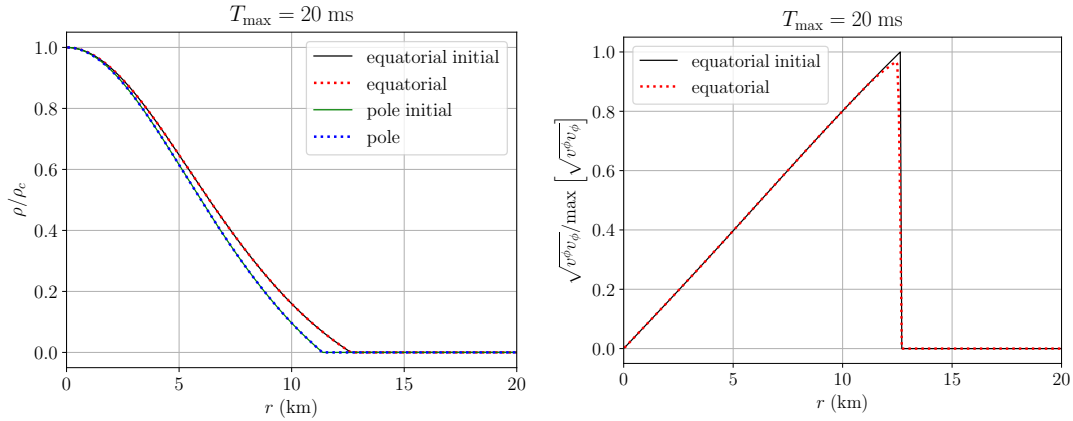 T_max = 20 ms
ρ/ρ_c
1.0
0.8
0.6
0.4
0.2
0.0
equatorial initial
equatorial
pole initial
pole
0 5 10 15 20
r (km)
T_max = 20 ms
√v^ϕv_ϕ/max [√v^ϕv_ϕ]
1.0
0.8
0.6
0.4
0.2
0.0
equatorial initial
equatorial
0 5 10 15 20
r (km)